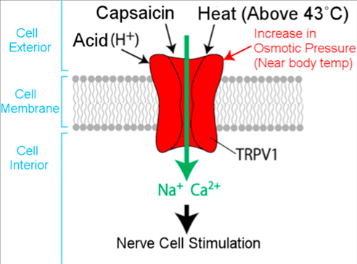 Cell
Exterior
Capsaicin
Heat (Above 43˚C)
Acid (H⁺)
Increase in
Osmotic Pressure
(Near body temp)
Cell
Membrane
Cell
Interior
TRPV1
Na⁺ Ca²⁺
Nerve Cell Stimulation